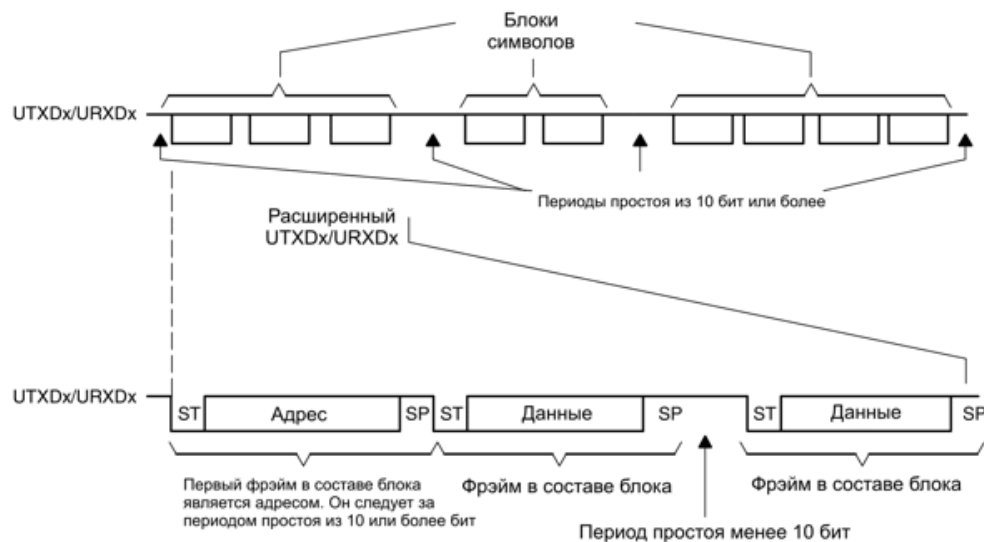 Блоки
символов
UTXDx/URXDx
Периоды простоя из 10 бит или более
Расширенный
UTXDx/URXDx
UTXDx/URXDx
ST
Адрес
SP
ST
Данные
SP
ST
Данные
SP
Первый фрэйм в составе блока
является адресом. Он следует за
периодом простоя из 10 или более бит
Фрэйм в составе блока
Фрэйм в составе блока
Период простоя менее 10 бит